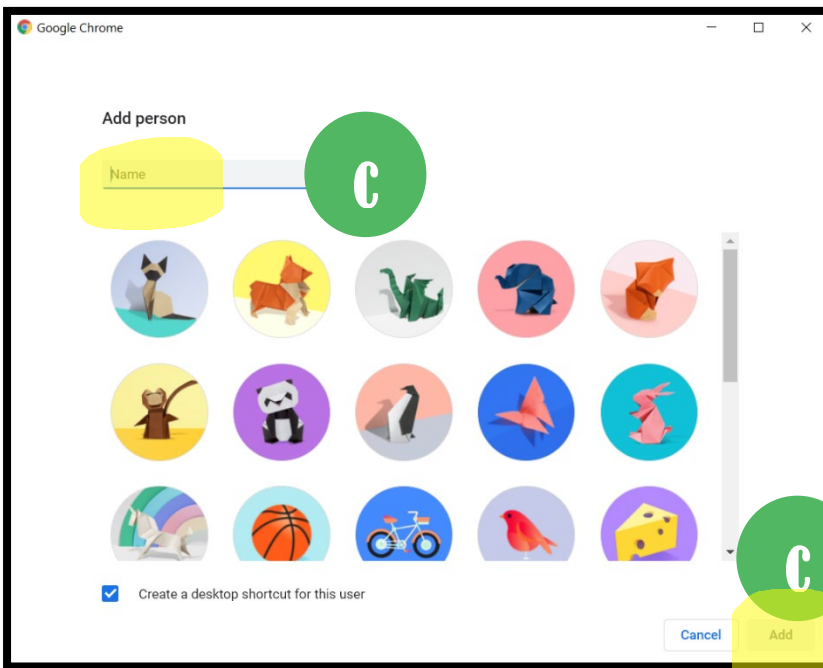 Google Chrome
Add person
Name
C
Create a desktop shortcut for this user
C
Cancel
Add